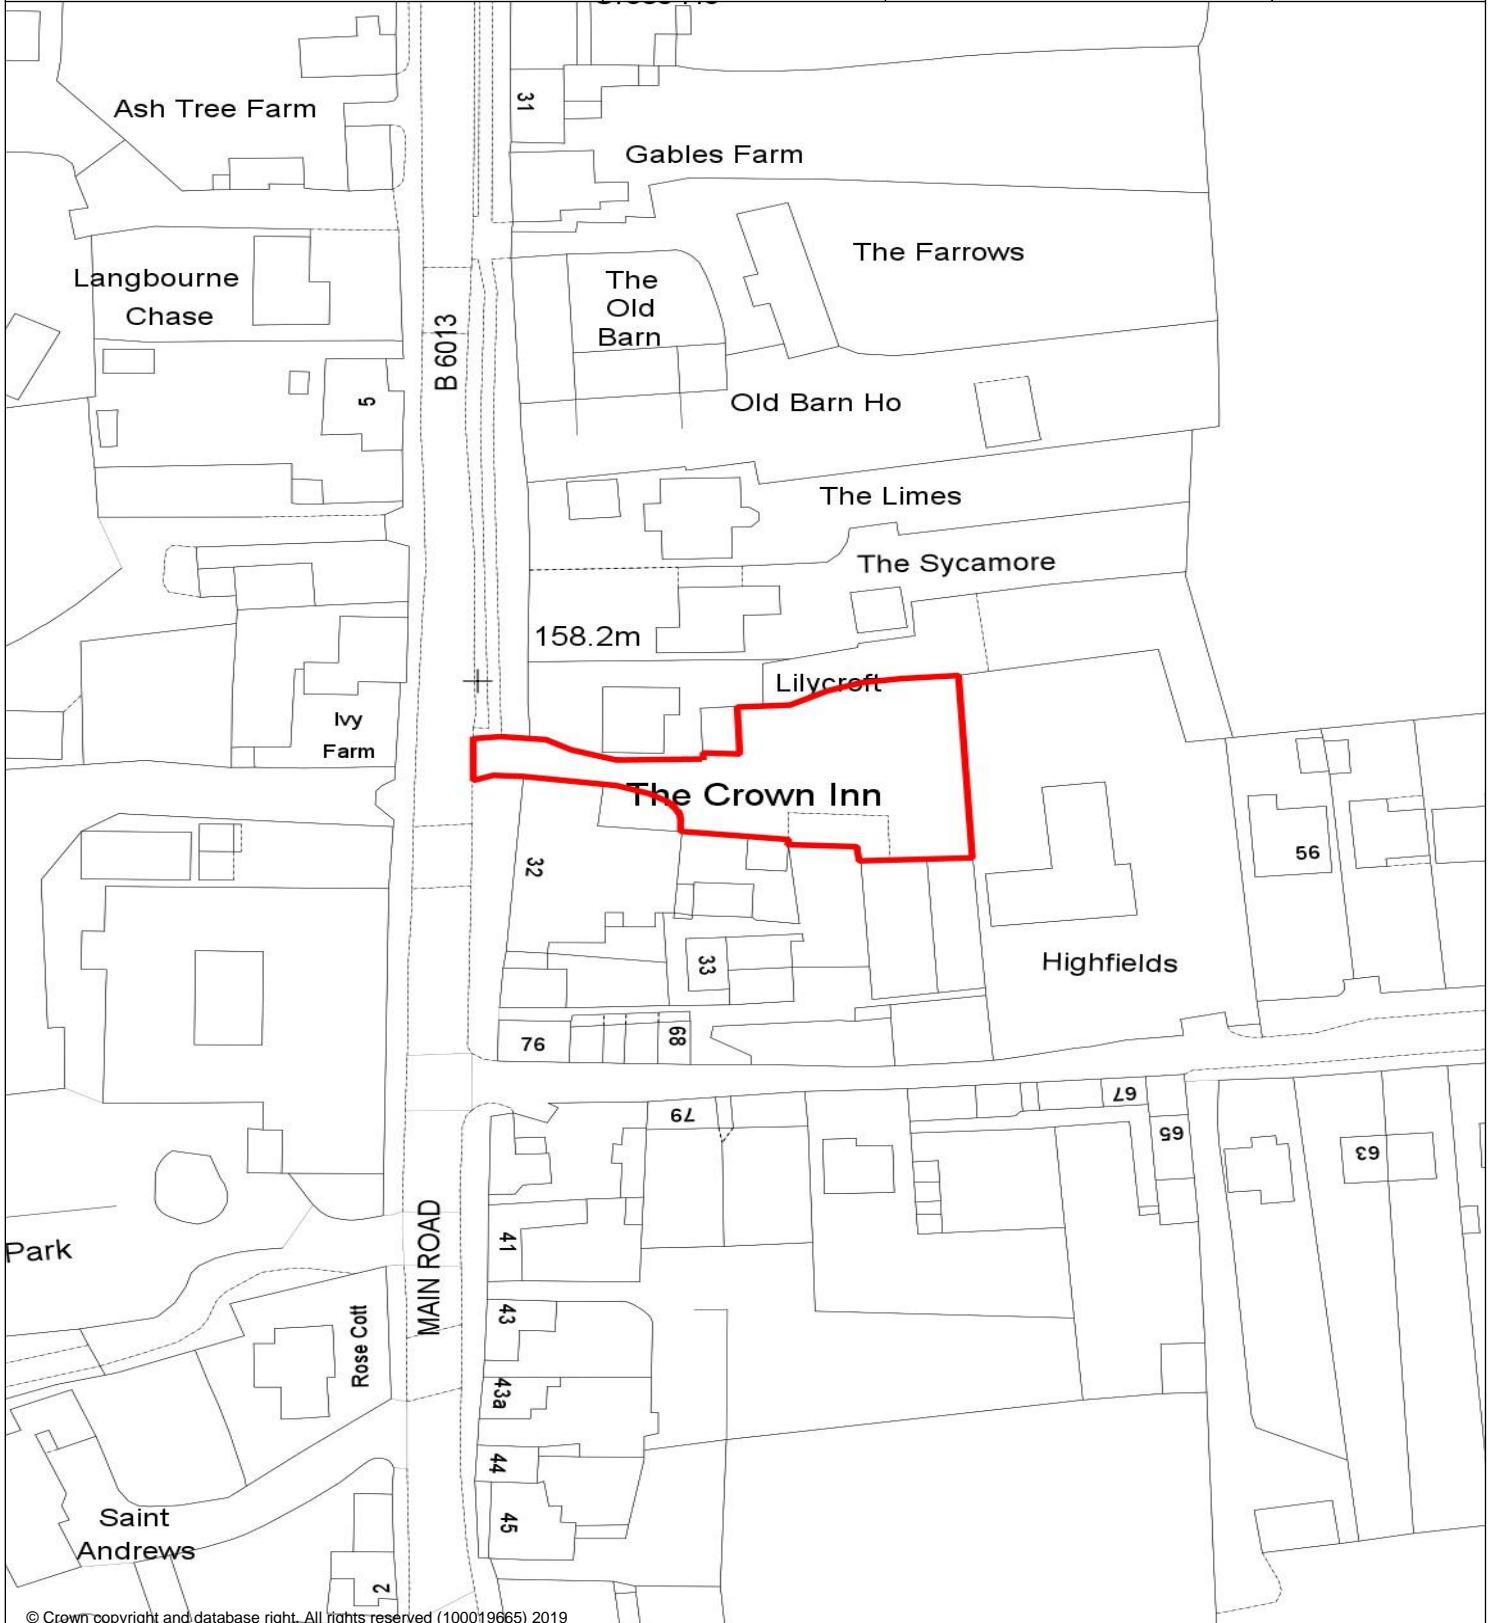 Ash Tree Farm
31
Gables Farm
The Farrows
Langbourne
Chase
The
Old
Barn
B 6013
5
Old Barn Ho
The Limes
The Sycamore
158.2m
Lilycroft
Ivy
Farm
The Crown Inn
32
56
33
Highfields
76
68
79
67
65
63
41
Park
MAIN ROAD
43
Rose Cott
43a
44
45
Saint
Andrews
2
© Crown copyright and database right. All rights reserved (100019665) 2019